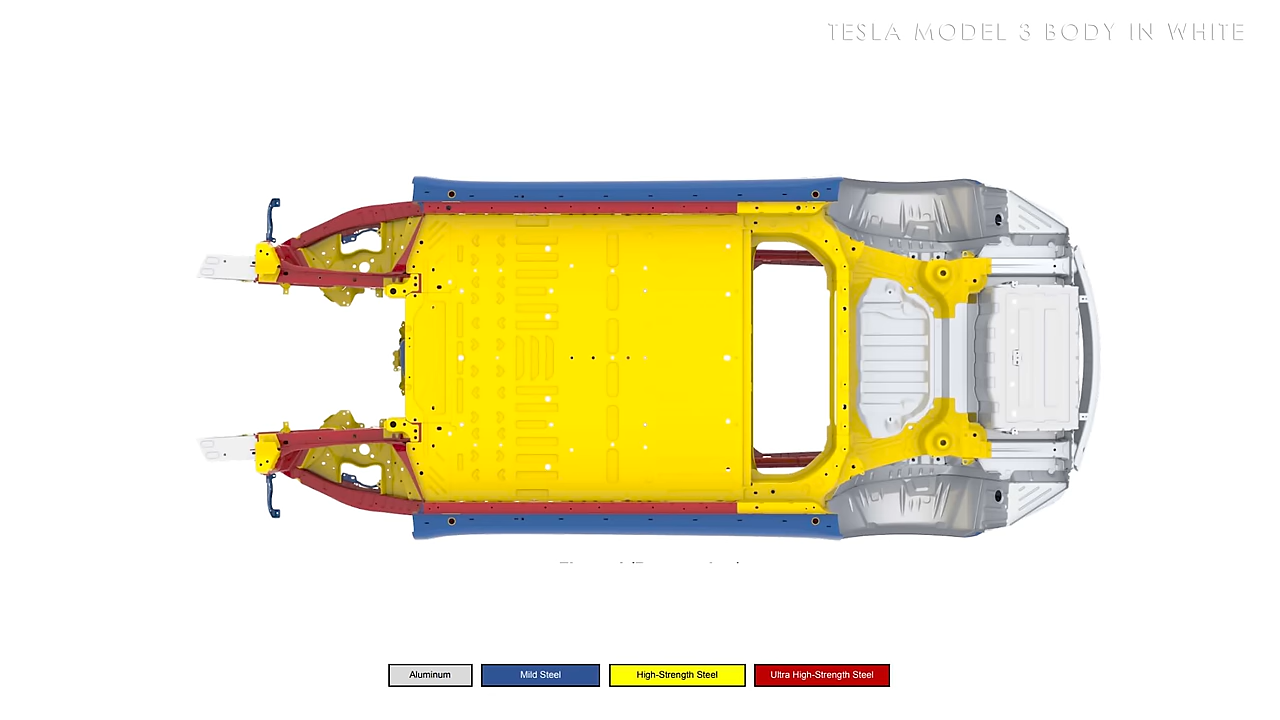 TESLA MODEL 3 BODY IN WHITE
Aluminum
Mild Steel
High-Strength Steel
Ultra High-Strength Steel